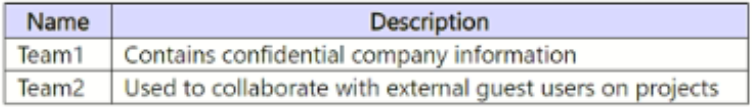 Name Description
Team1 Contains confidential company information
Team2 Used to collaborate with external guest users on projects